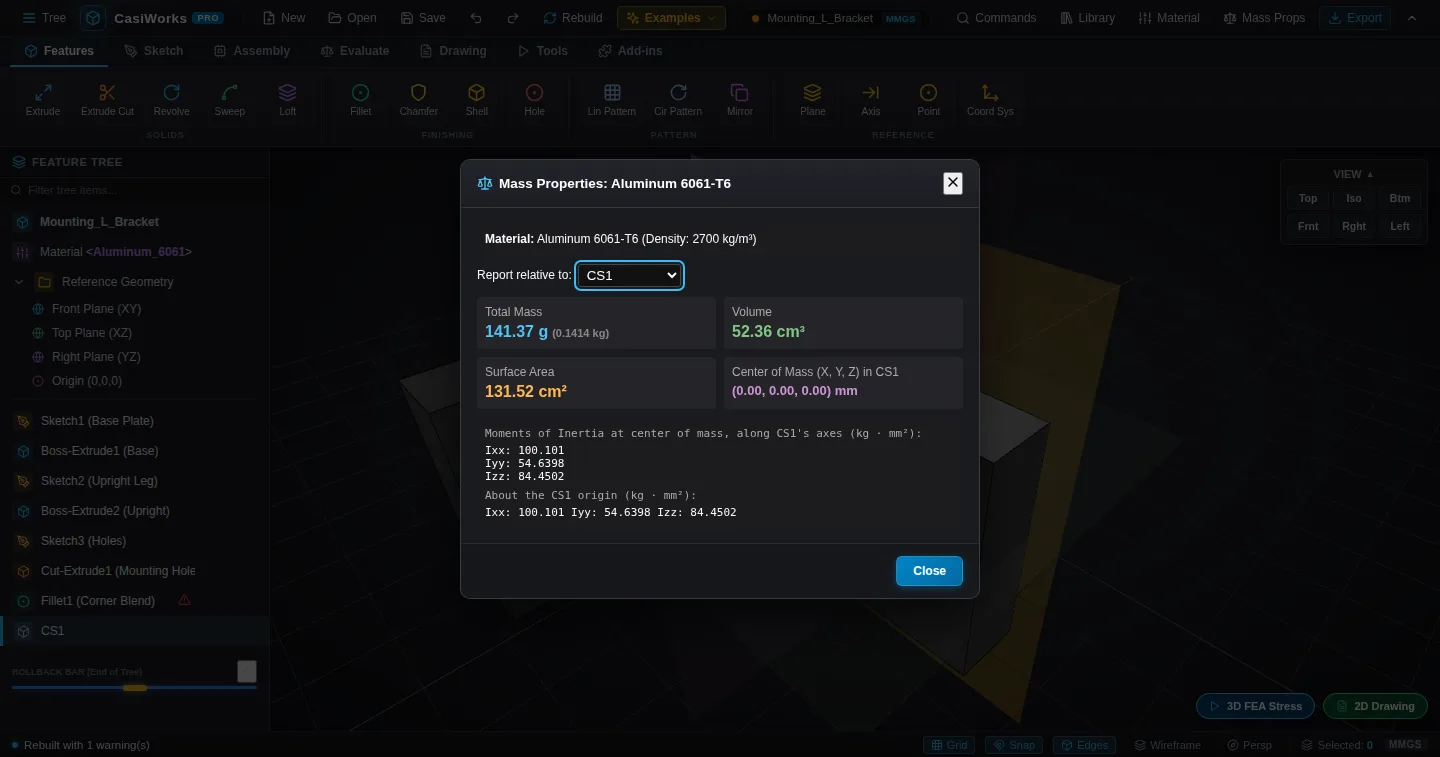 Tree
CasiWorks PRO
New
Open
Save
Rebuild
Examples
Mounting_L_Bracket MMGS
Commands
Library
Material
Mass Props
Export
Features
Sketch
Assembly
Evaluate
Drawing
Tools
Add-ins
Extrude
Extrude Cut
Revolve
Sweep
Loft
Fillet
Chamfer
Shell
Hole
Lin Pattern
Cir Pattern
Mirror
Plane
Axis
Point
Coord Sys
SOLIDS
FINISHING
PATTERN
REFERENCE
FEATURE TREE
Filter tree items...
Mounting_L_Bracket
Material <Aluminum_6061>
Reference Geometry
Front Plane (XY)
Top Plane (XZ)
Right Plane (YZ)
Origin (0,0,0)
Sketch1 (Base Plate)
Boss-Extrude1 (Base)
Sketch2 (Upright Leg)
Boss-Extrude2 (Upright)
Sketch3 (Holes)
Cut-Extrude1 (Mounting Hole
Fillet1 (Corner Blend)
CS1
ROLLBACK BAR (End of Tree)
Mass Properties: Aluminum 6061-T6
Material: Aluminum 6061-T6 (Density: 2700 kg/m³)
Report relative to: CS1
Total Mass
141.37 g (0.1414 kg)
Volume
52.36 cm³
Surface Area
131.52 cm²
Center of Mass (X, Y, Z) in CS1
(0.00, 0.00, 0.00) mm
Moments of Inertia at center of mass, along CS1's axes (kg · mm²):
Ixx: 100.101
Iyy: 54.6398
Izz: 84.4502
About the CS1 origin (kg · mm²):
Ixx: 100.101 Iyy: 54.6398 Izz: 84.4502
Close
VIEW
Top
Iso
Btm
Frnt
Rght
Left
3D FEA Stress
2D Drawing
Rebuilt with 1 warning(s)
Grid
Snap
Edges
Wireframe
Persp
Selected: 0
MMGS